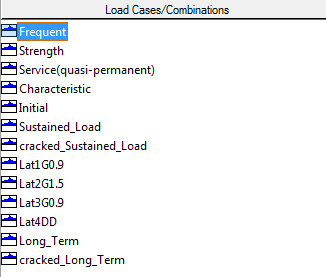 Load Cases/Combinations
Frequent
Strength
Service(quasi-permanent)
Characteristic
Initial
Sustained_Load
cracked_Sustained_Load
Lat1G0.9
Lat2G1.5
Lat3G0.9
Lat4DD
Long_Term
cracked_Long_Term